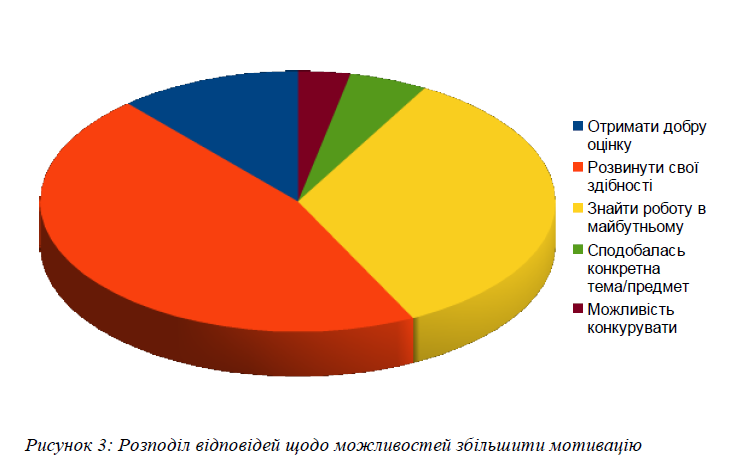 Отримати добру
оцінку
Розвинути свої
здібності
Знайти роботу в
майбутньому
Сподобалась
конкретна
тема/предмет
Можливість
конкурувати
Рисунок 3: Розподіл відповідей щодо можливостей збільшити мотивацію